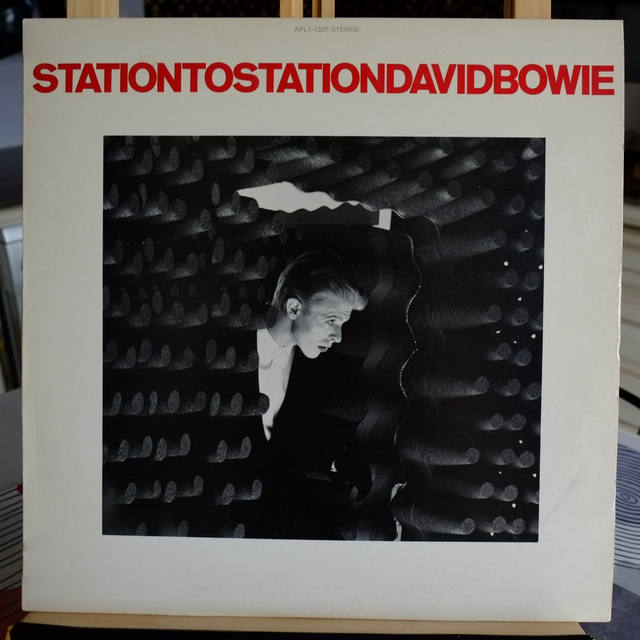 APL1-1327 STEREO
STATIONTOSTATIONDAVIDBOWIE